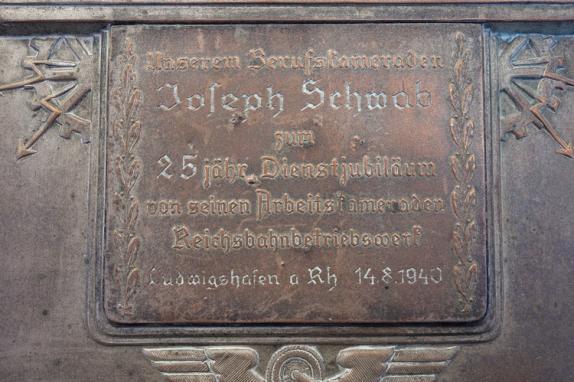 Unserem Berufskameraden
Joseph Schwab
zum
25 jähr. Dienstjubiläum
von seinen Arbeitskameraden
Reichsbahnbetriebswerk
Ludwigshafen a Rh 14.8.1940